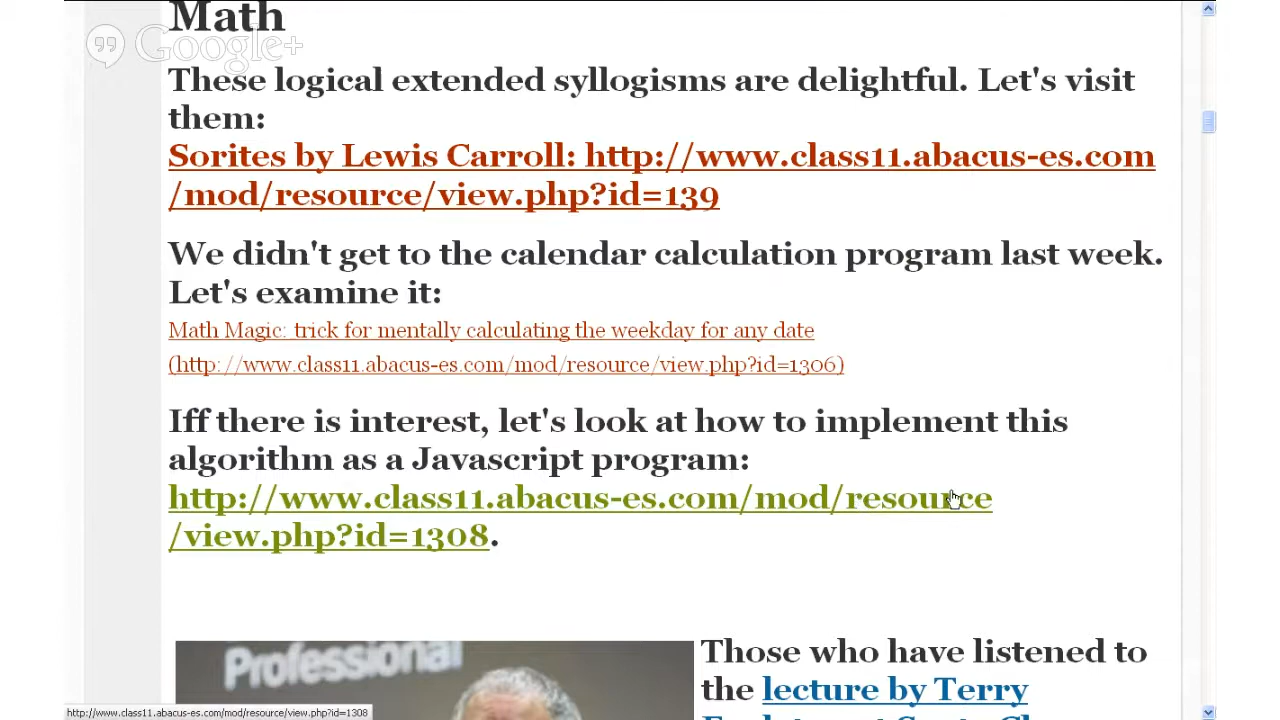 Math
Google+
These logical extended syllogisms are delightful. Let's visit
them:
Sorites by Lewis Carroll: http://www.class11.abacus-es.com
/mod/resource/view.php?id=139
We didn't get to the calendar calculation program last week.
Let's examine it:
Math Magic: trick for mentally calculating the weekday for any date
(http://www.class11.abacus-es.com/mod/resource/view.php?id=1306)
Iff there is interest, let's look at how to implement this
algorithm as a Javascript program:
http://www.class11.abacus-es.com/mod/resource
/view.php?id=1308.
Professional
Those who have listened to
the lecture by Terry
http://www.class11.abacus-es.com/mod/resource/view.php?id=1308